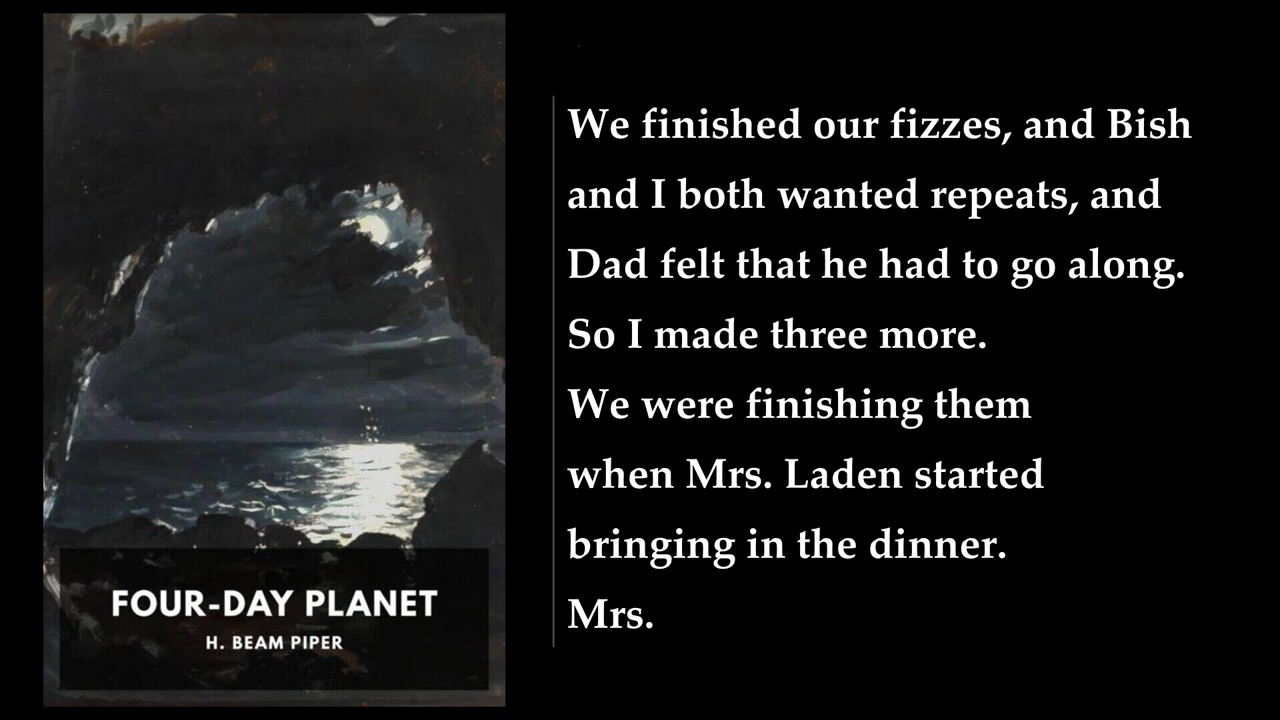 We finished our fizzes, and Bish
and I both wanted repeats, and
Dad felt that he had to go along.
So I made three more.
We were finishing them
when Mrs. Laden started
bringing in the dinner.
Mrs.
FOUR-DAY PLANET
H. BEAM PIPER